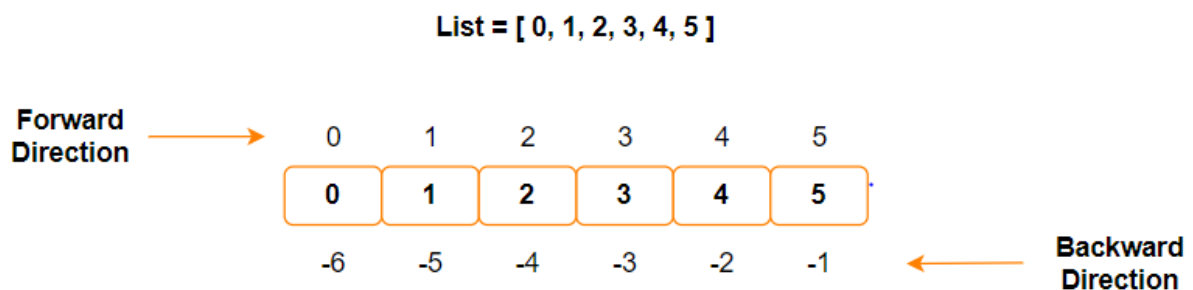 List = [ 0, 1, 2, 3, 4, 5 ]
Forward
Direction
0 1 2 3 4 5
0 1 2 3 4 5
-6 -5 -4 -3 -2 -1
Backward
Direction